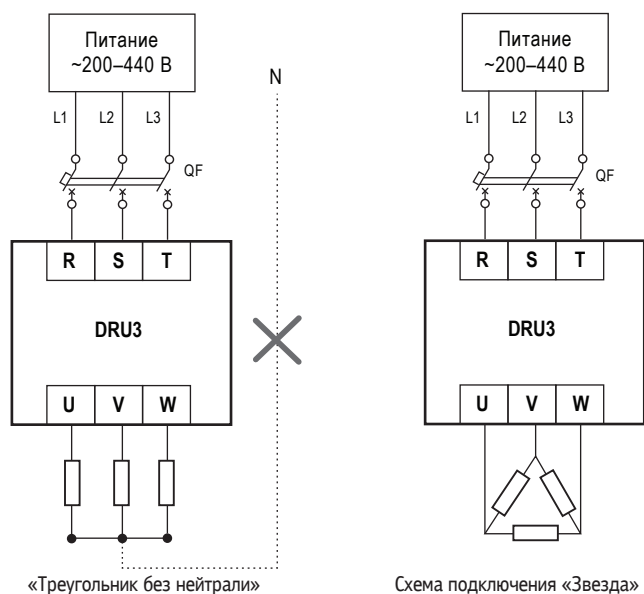 Питание
~200–440 В
N
L1 L2 L3
QF
R S T
DRU3
U V W
«Треугольник без нейтрали»
Питание
~200–440 В
L1 L2 L3
QF
R S T
DRU3
U V W
Схема подключения «Звезда»